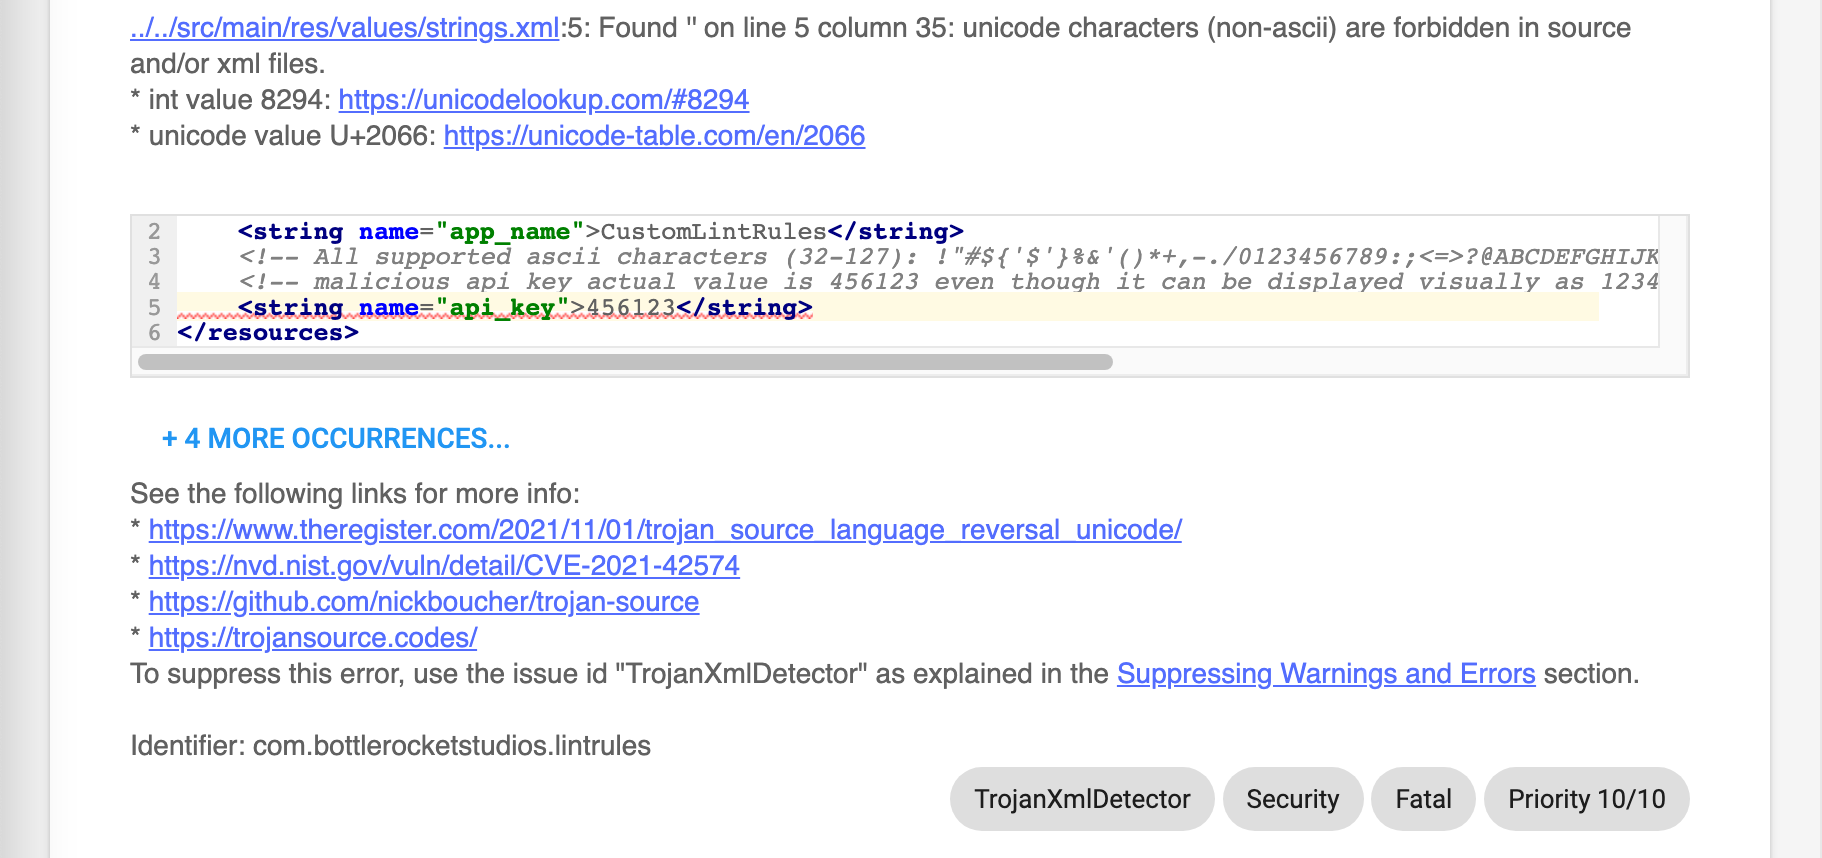 ../../src/main/res/values/strings.xml:5: Found '' on line 5 column 35: unicode characters (non-ascii) are forbidden in source
and/or xml files.
* int value 8294: https://unicodelookup.com/#8294
* unicode value U+2066: https://unicode-table.com/en/2066
2 <string name="app_name">CustomLintRules</string>
3 <!-- All supported ascii characters (32-127): !"#${'$'}%&'()*+,-./0123456789:;<=>?@ABCDEFGHIJK
4 <!-- malicious api key actual value is 456123 even though it can be displayed visually as 1234
5 <string name="api_key">456123</string>
6 </resources>
+ 4 MORE OCCURRENCES...
See the following links for more info:
* https://www.theregister.com/2021/11/01/trojan_source_language_reversal_unicode/
* https://nvd.nist.gov/vuln/detail/CVE-2021-42574
* https://github.com/nickboucher/trojan-source
* https://trojansource.codes/
To suppress this error, use the issue id "TrojanXmlDetector" as explained in the Suppressing Warnings and Errors section.
Identifier: com.bottlerocketstudios.lintrules
TrojanXmlDetector Security Fatal Priority 10/10